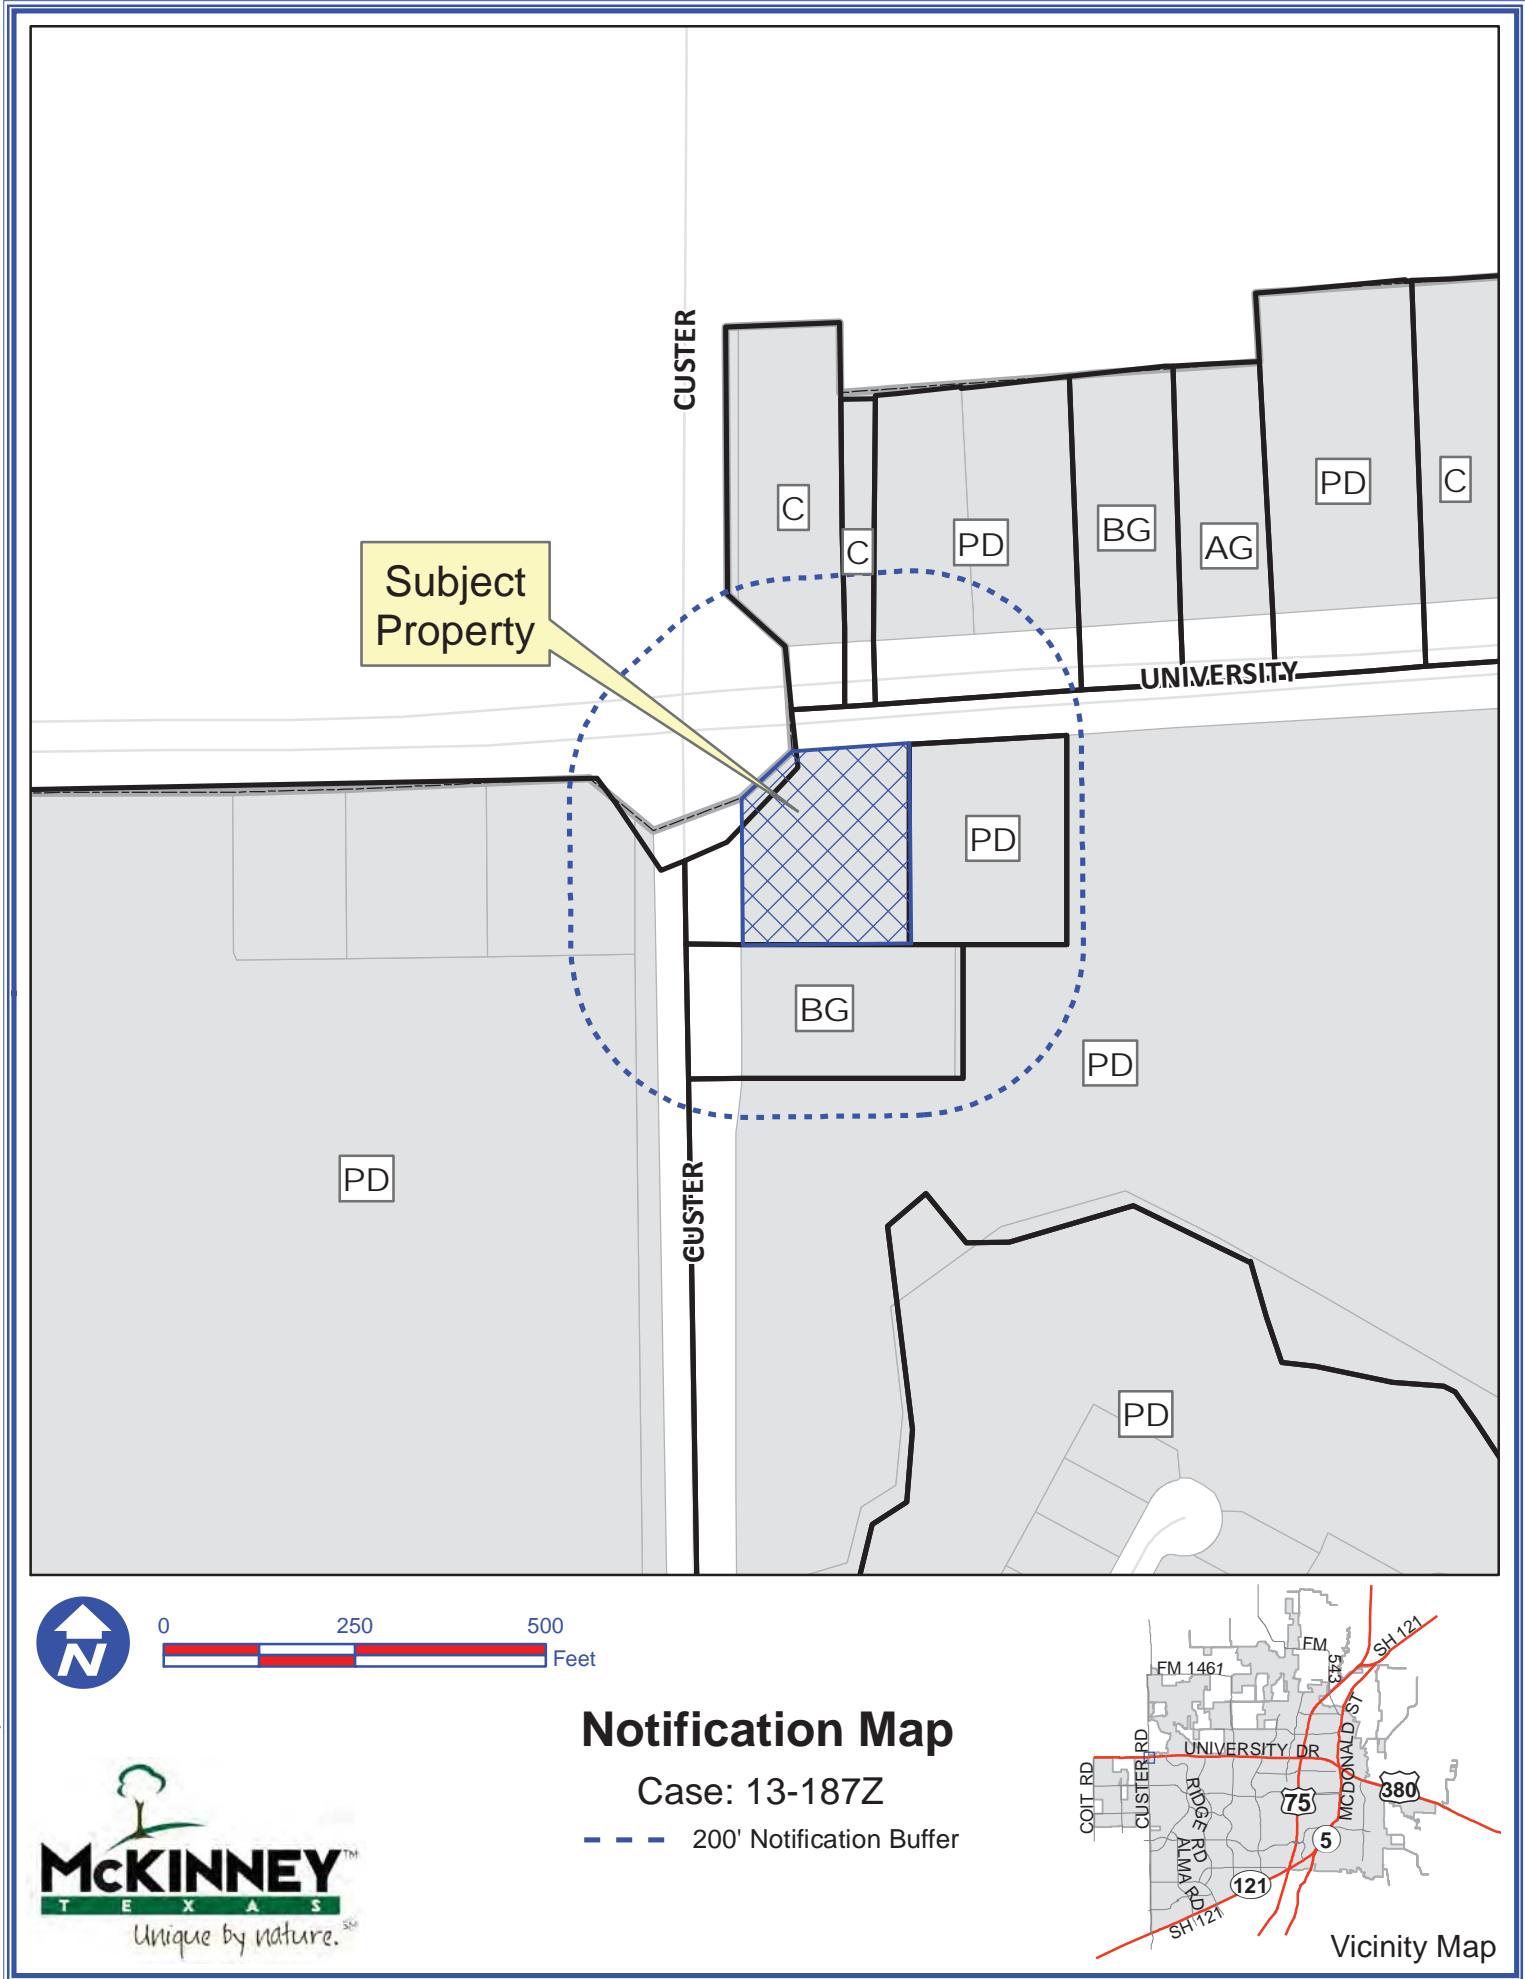 CUSTER
C
C
PD
BG
AG
PD
C
Subject
Property
UNIVERSITY
PD
BG
PD
PD
CUSTER
PD
N
0 250 500
Feet
Notification Map
Case: 13-187Z
200' Notification Buffer
McKINNEY™
TEXAS
Unique by nature.℠
FM 1461
FM
543
SH 121
UNIVERSITY DR
MCDONALD ST
COIT RD
CUSTER RD
RIDGE RD
ALMA RD
75
380
5
121
SH 121
Vicinity Map